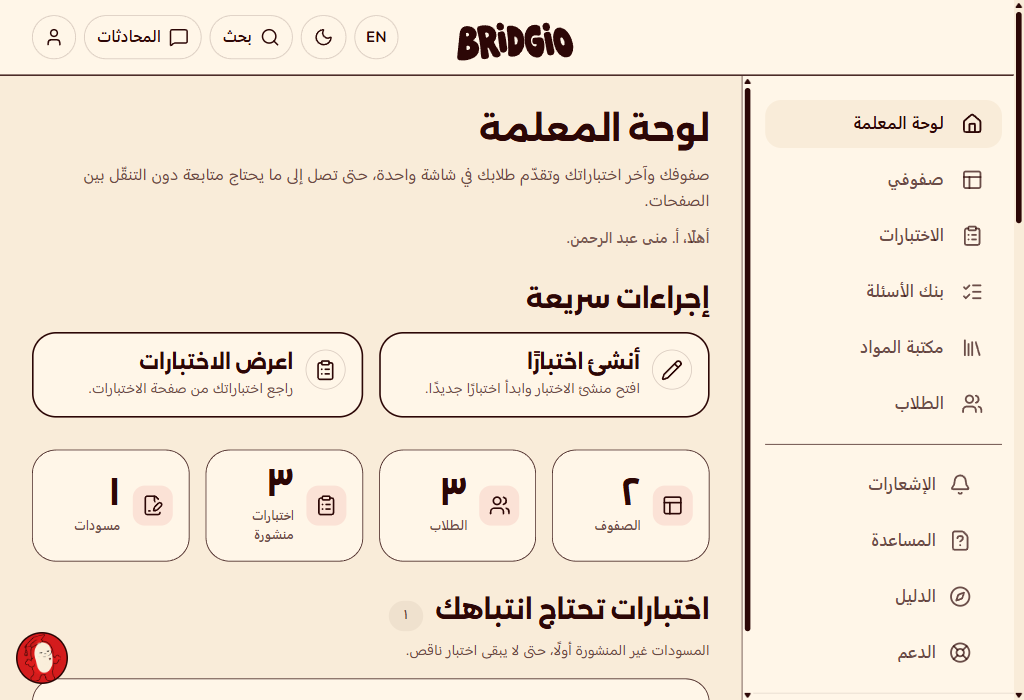 BRiDGiO
EN
بحث
المحادثات
لوحة المعلمة
صفوفي
الاختبارات
بنك الأسئلة
مكتبة المواد
الطلاب
الإشعارات
المساعدة
الدليل
الدعم
لوحة المعلمة
صفوفك وآخر اختباراتك وتقدّم طلابك في شاشة واحدة، حتى تصل إلى ما يحتاج متابعة دون التنقّل بين
الصفحات.
أهلًا، أ. منى عبد الرحمن.
إجراءات سريعة
أنشئ اختبارًا
افتح منشئ الاختبار وابدأ اختبارًا جديدًا.
اعرض الاختبارات
راجع اختباراتك من صفحة الاختبارات.
٢
الصفوف
٣
الطلاب
٣
اختبارات
منشورة
١
مسودات
اختبارات تحتاج انتباهك ١
المسودات غير المنشورة أولًا، حتى لا يبقى اختبار ناقص.